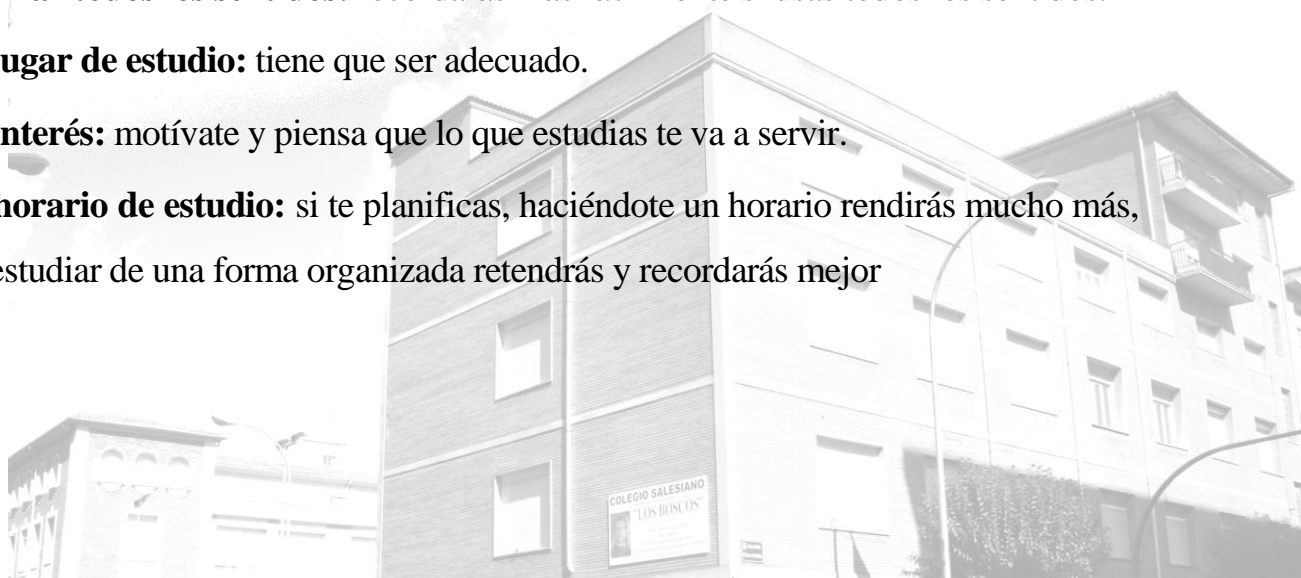 ugar de estudio: tiene que ser adecuado.
nterés: motívate y piensa que lo que estudias te va a servir.
horario de estudio: si te planificas, haciéndote un horario rendirás mucho más,
estudiar de una forma organizada retendrás y recordarás mejor
COLEGIO SALESIANO
"LOS BOSCOS"